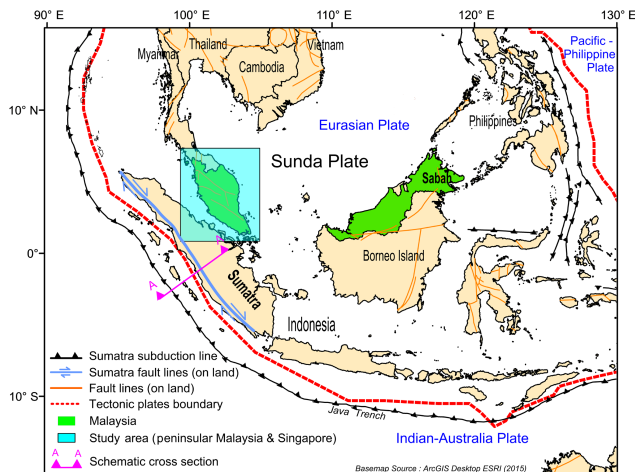 15° N
100° E
110° E
120° E
130° E
Pacific -
Philippine
Plate
Thailand
Vietnam
Myanmar
Cambodia
10° N
Eurasian Plate
Philippines
Sunda Plate
Sabah
0°
A
A
Borneo Island
Sumatra
Indonesia
Sumatra subduction line
Sumatra fault lines (on land)
Fault lines (on land)
10° S
Tectonic plates boundary
Java Trench
Malaysia
Study area (peninsular Malaysia & Singapore)
Indian-Australia Plate
A A
Schematic cross section
Basemap Source : ArcGIS Desktop ESRI (2015)